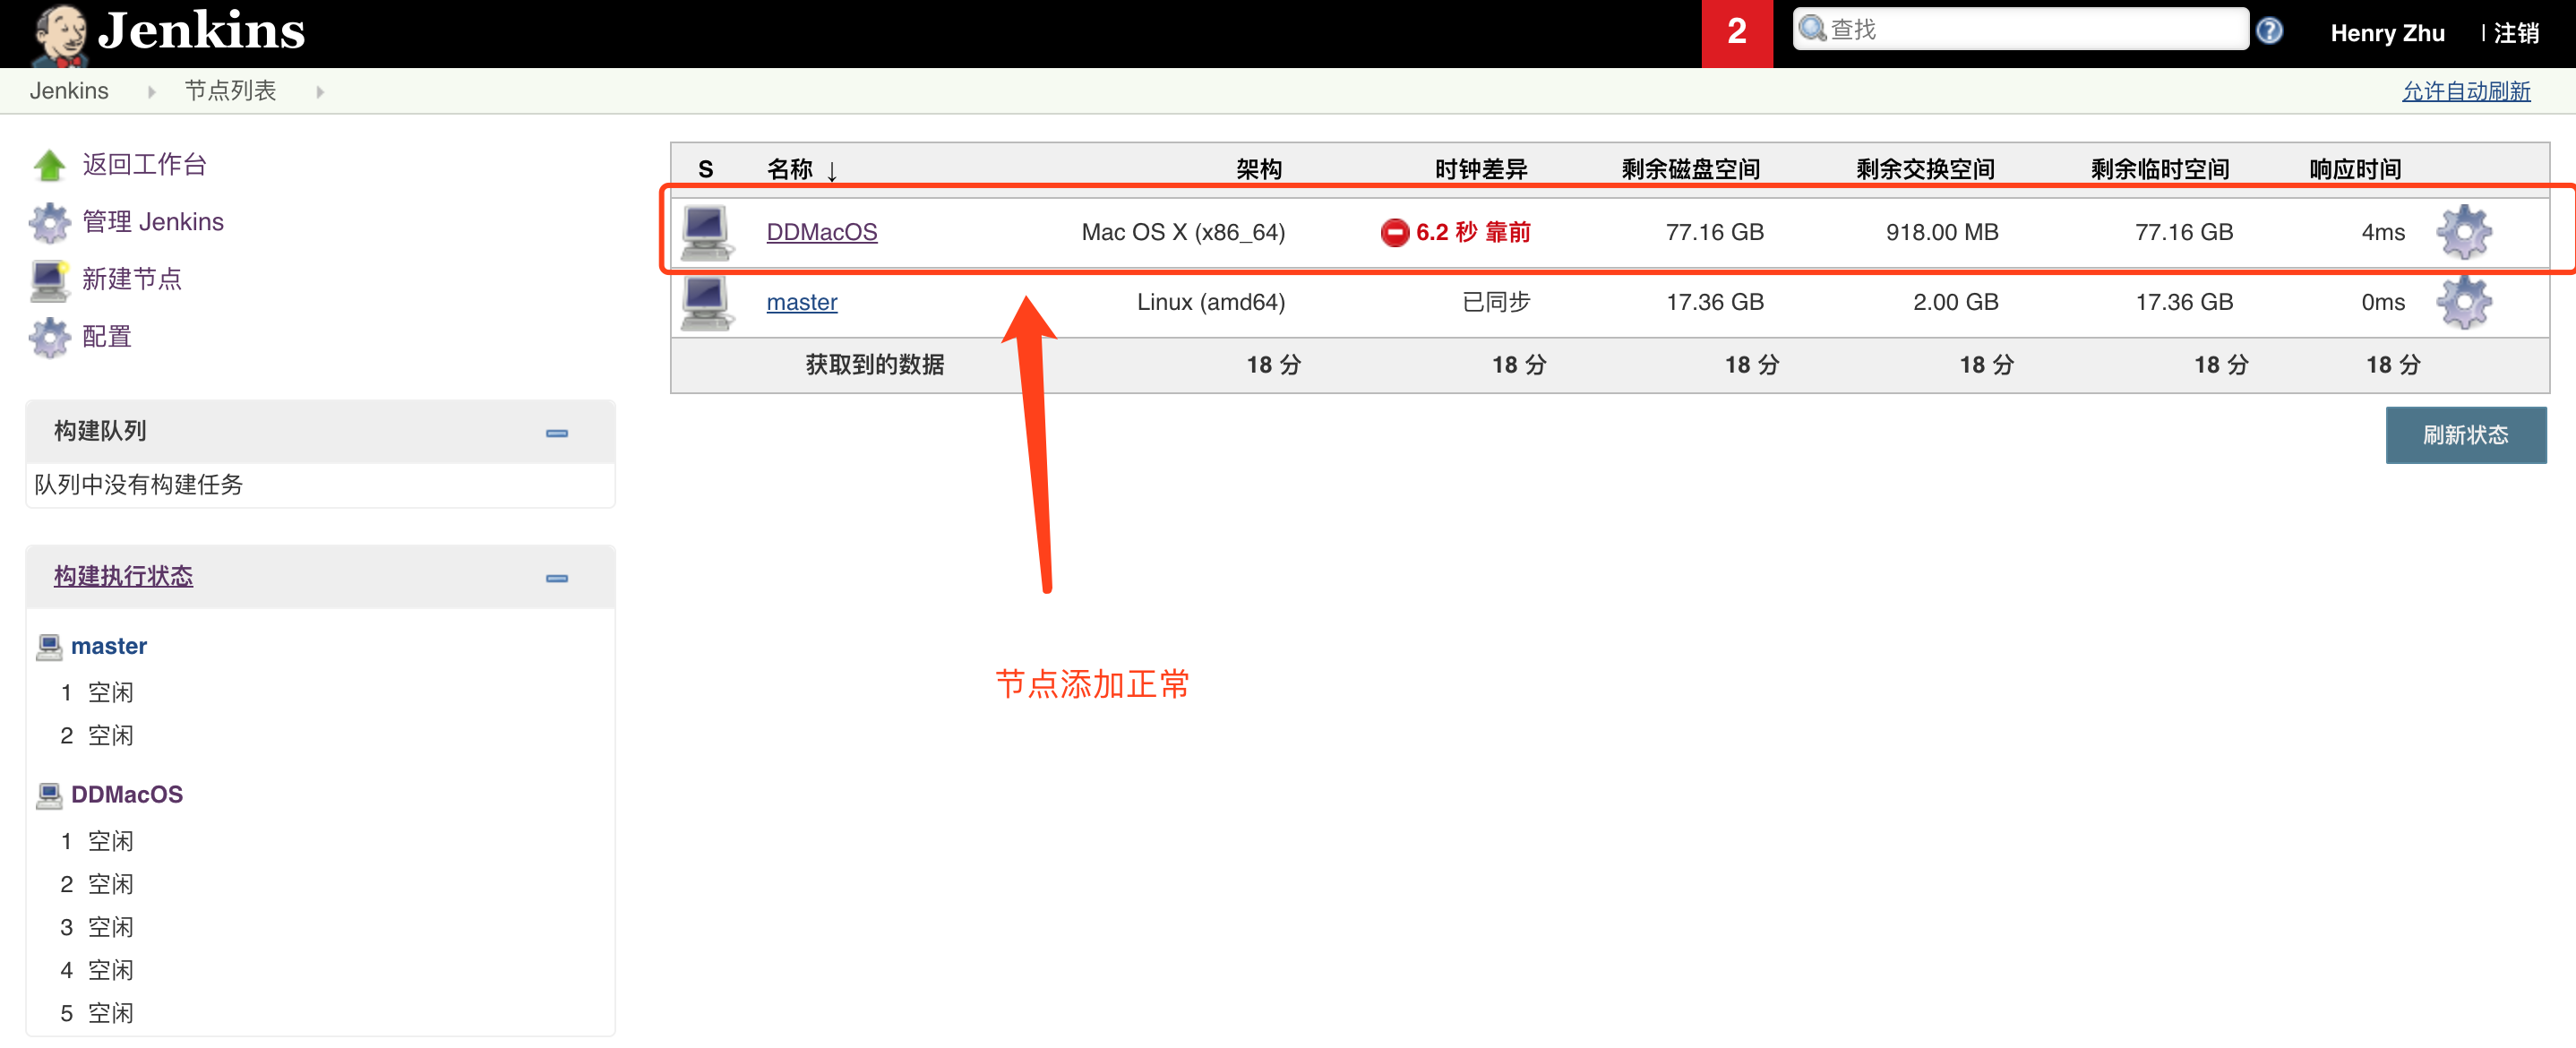 Jenkins
2
查找
Henry Zhu
| 注销
Jenkins
节点列表
允许自动刷新
返回工作台
管理 Jenkins
新建节点
配置
构建队列
队列中没有构建任务
构建执行状态
master
1 空闲
2 空闲
DDMacOS
1 空闲
2 空闲
3 空闲
4 空闲
5 空闲
S 名称 ↓ 架构 时钟差异 剩余磁盘空间 剩余交换空间 剩余临时空间 响应时间
DDMacOS Mac OS X (x86_64) 6.2 秒 靠前 77.16 GB 918.00 MB 77.16 GB 4ms
master Linux (amd64) 已同步 17.36 GB 2.00 GB 17.36 GB 0ms
获取到的数据 18 分 18 分 18 分 18 分 18 分 18 分
刷新状态
节点添加正常